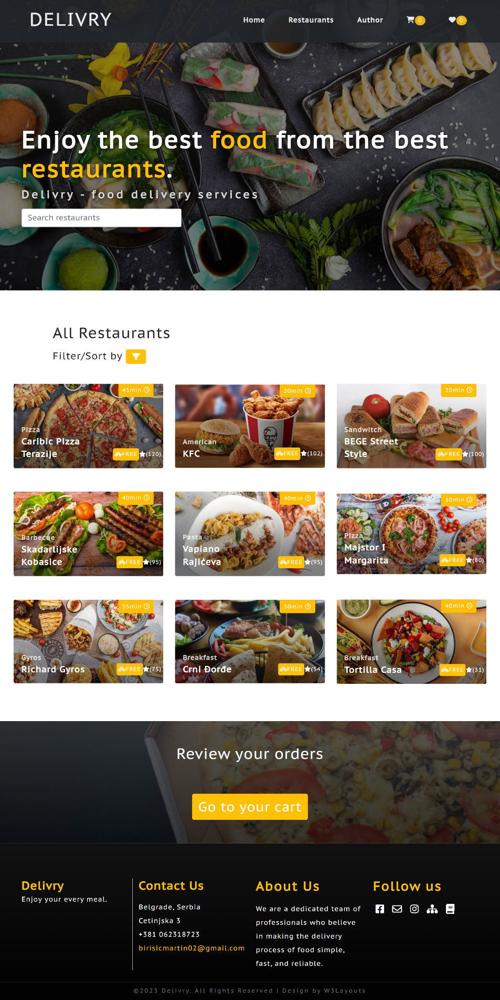 DELIVRY
Home
Restaurants
Author
0
0
Enjoy the best food from the best
restaurants.
Delivry - food delivery services
Search restaurants
All Restaurants
Filter/Sort by
45min
Pizza
Caribic Pizza
Terazije
FREE
(120)
20min
American
KFC
FREE
(102)
20min
Sandwitch
BEGE Street
Style
FREE
(100)
40min
Barbecue
Skadarlijske
Kobasice
FREE
(95)
40min
Pasta
Vapiano
Rajićeva
FREE
(95)
30min
Pizza
Majstor I
Margarita
FREE
(80)
35min
Gyros
Richard Gyros
FREE
(75)
30min
Breakfast
Crni Đorđe
FREE
(54)
40min
Breakfast
Tortilla Casa
FREE
(31)
Review your orders
Go to your cart
Delivry
Enjoy your every meal.
Contact Us
Belgrade, Serbia
Cetinjska 3
+381 062318723
birisicmartin02@gmail.com
About Us
We are a dedicated team of
professionals who believe
in making the delivery
process of food simple,
fast, and reliable.
Follow us
©2023 Delivry. All Rights Reserved | Design by W3Layouts